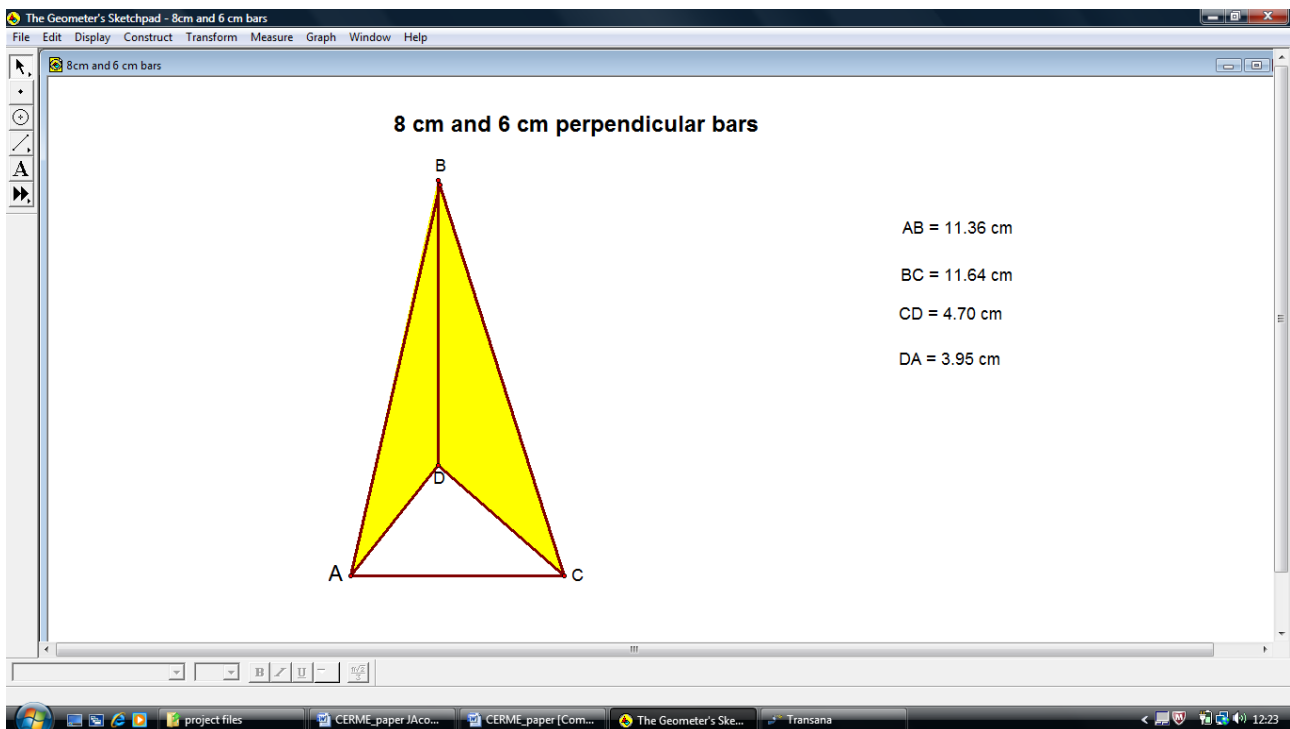 The Geometer's Sketchpad - 8cm and 6 cm bars
File Edit Display Construct Transform Measure Graph Window Help
8cm and 6 cm bars
A
8 cm and 6 cm perpendicular bars
B
D
A
C
AB = 11.36 cm
BC = 11.64 cm
CD = 4.70 cm
DA = 3.95 cm
B I U
project files
CERME_paper JAco...
CERME_paper [Com...
The Geometer's Ske...
Transana
12:23